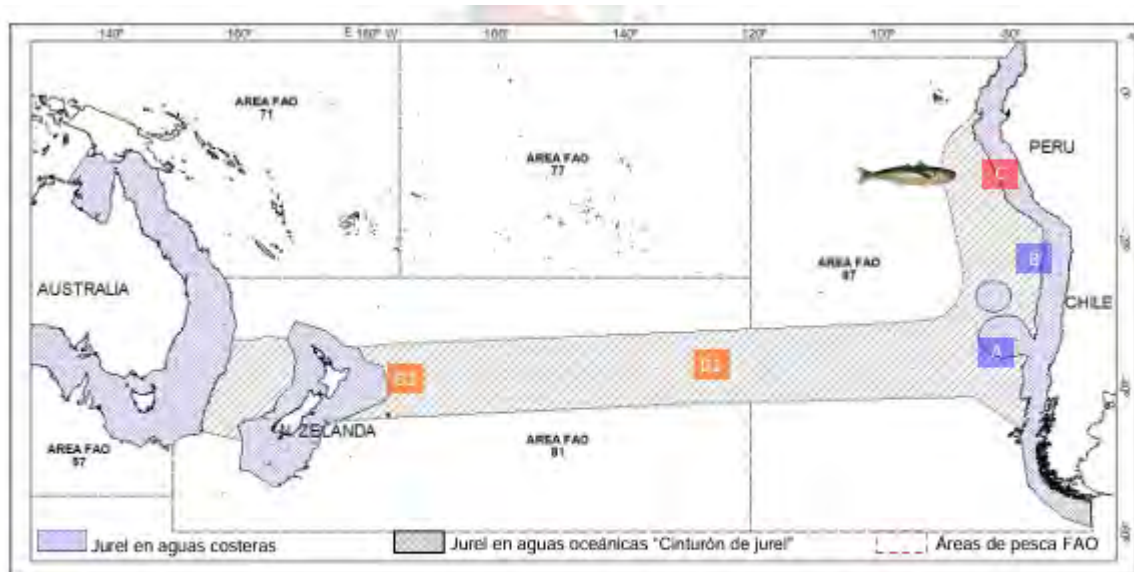 140° 160° E 160° W 160° 140° 120° 100° -80°
AREA FAO
71
AREA FAO
77
PERU
C
AUSTRALIA
AREA FAO
87
B
CHILE
A
N. ZELANDA
AREA FAO
57
AREA FAO
81
Jurel en aguas costeras
Jurel en aguas oceánicas "Cinturón de jurel"
Áreas de pesca FAO